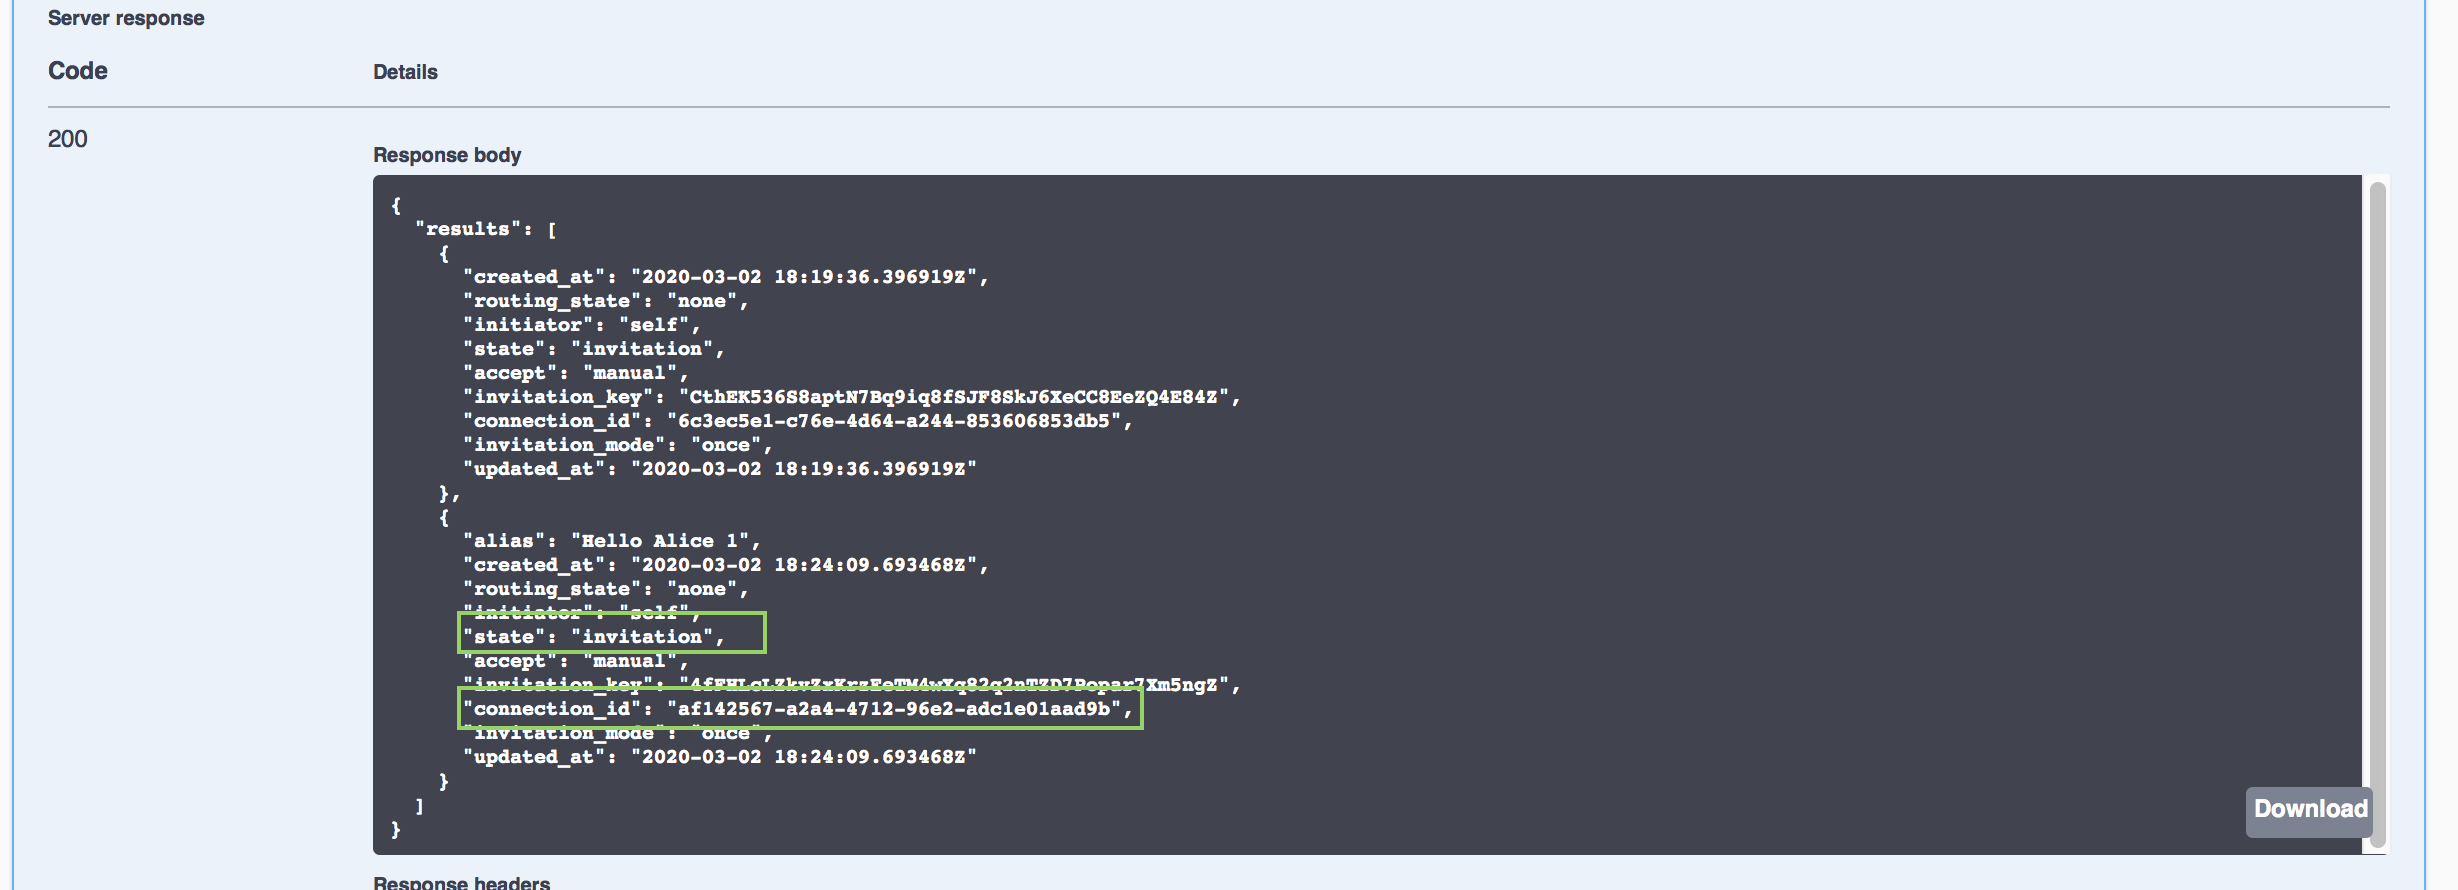 Server response
Code Details
200
Response body
{
  "results": [
    {
      "created_at": "2020-03-02 18:19:36.396919Z",
      "routing_state": "none",
      "initiator": "self",
      "state": "invitation",
      "accept": "manual",
      "invitation_key": "CthEK536S8aptN7Bq9iq8fSJF8SkJ6XeCC8EeZQ4E84Z",
      "connection_id": "6c3ec5e1-c76e-4d64-a244-853606853db5",
      "invitation_mode": "once",
      "updated_at": "2020-03-02 18:19:36.396919Z"
    },
    {
      "alias": "Hello Alice 1",
      "created_at": "2020-03-02 18:24:09.693468Z",
      "routing_state": "none",
      "initiator": "self",
      "state": "invitation",
      "accept": "manual",
      "invitation_key":
      "connection_id": "af142567-a2a4-4712-96e2-adc1e01aad9b",
      "invitation_mode": "once",
      "updated_at": "2020-03-02 18:24:09.693468Z"
    }
  ]
}
Download
Response headers